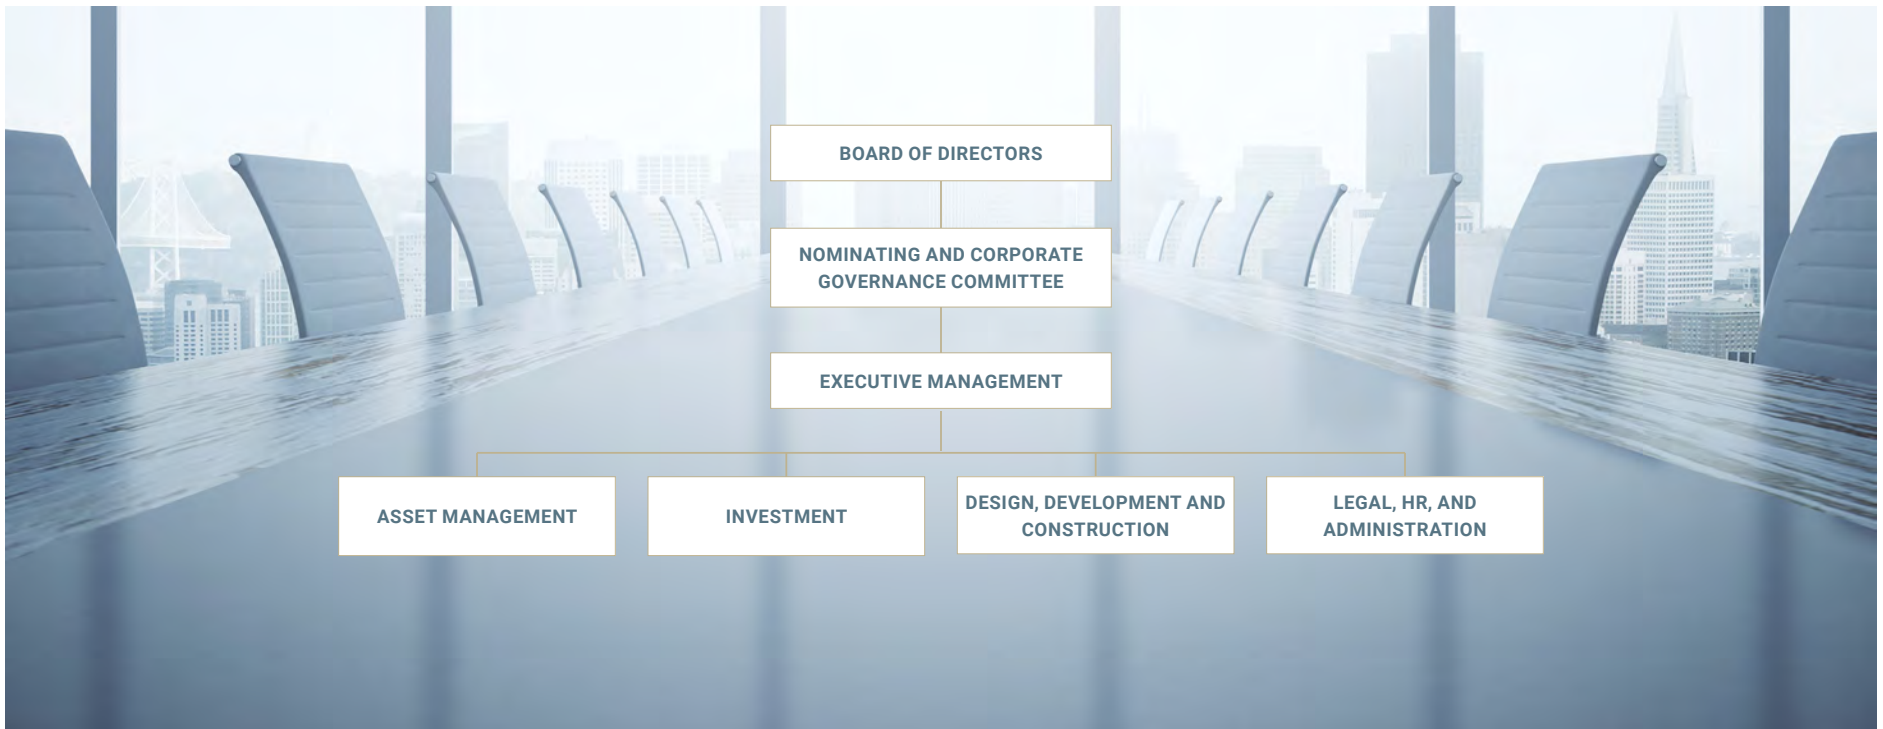 BOARD OF DIRECTORS
NOMINATING AND CORPORATE
GOVERNANCE COMMITTEE
EXECUTIVE MANAGEMENT
ASSET MANAGEMENT
INVESTMENT
DESIGN, DEVELOPMENT AND
CONSTRUCTION
LEGAL, HR, AND
ADMINISTRATION